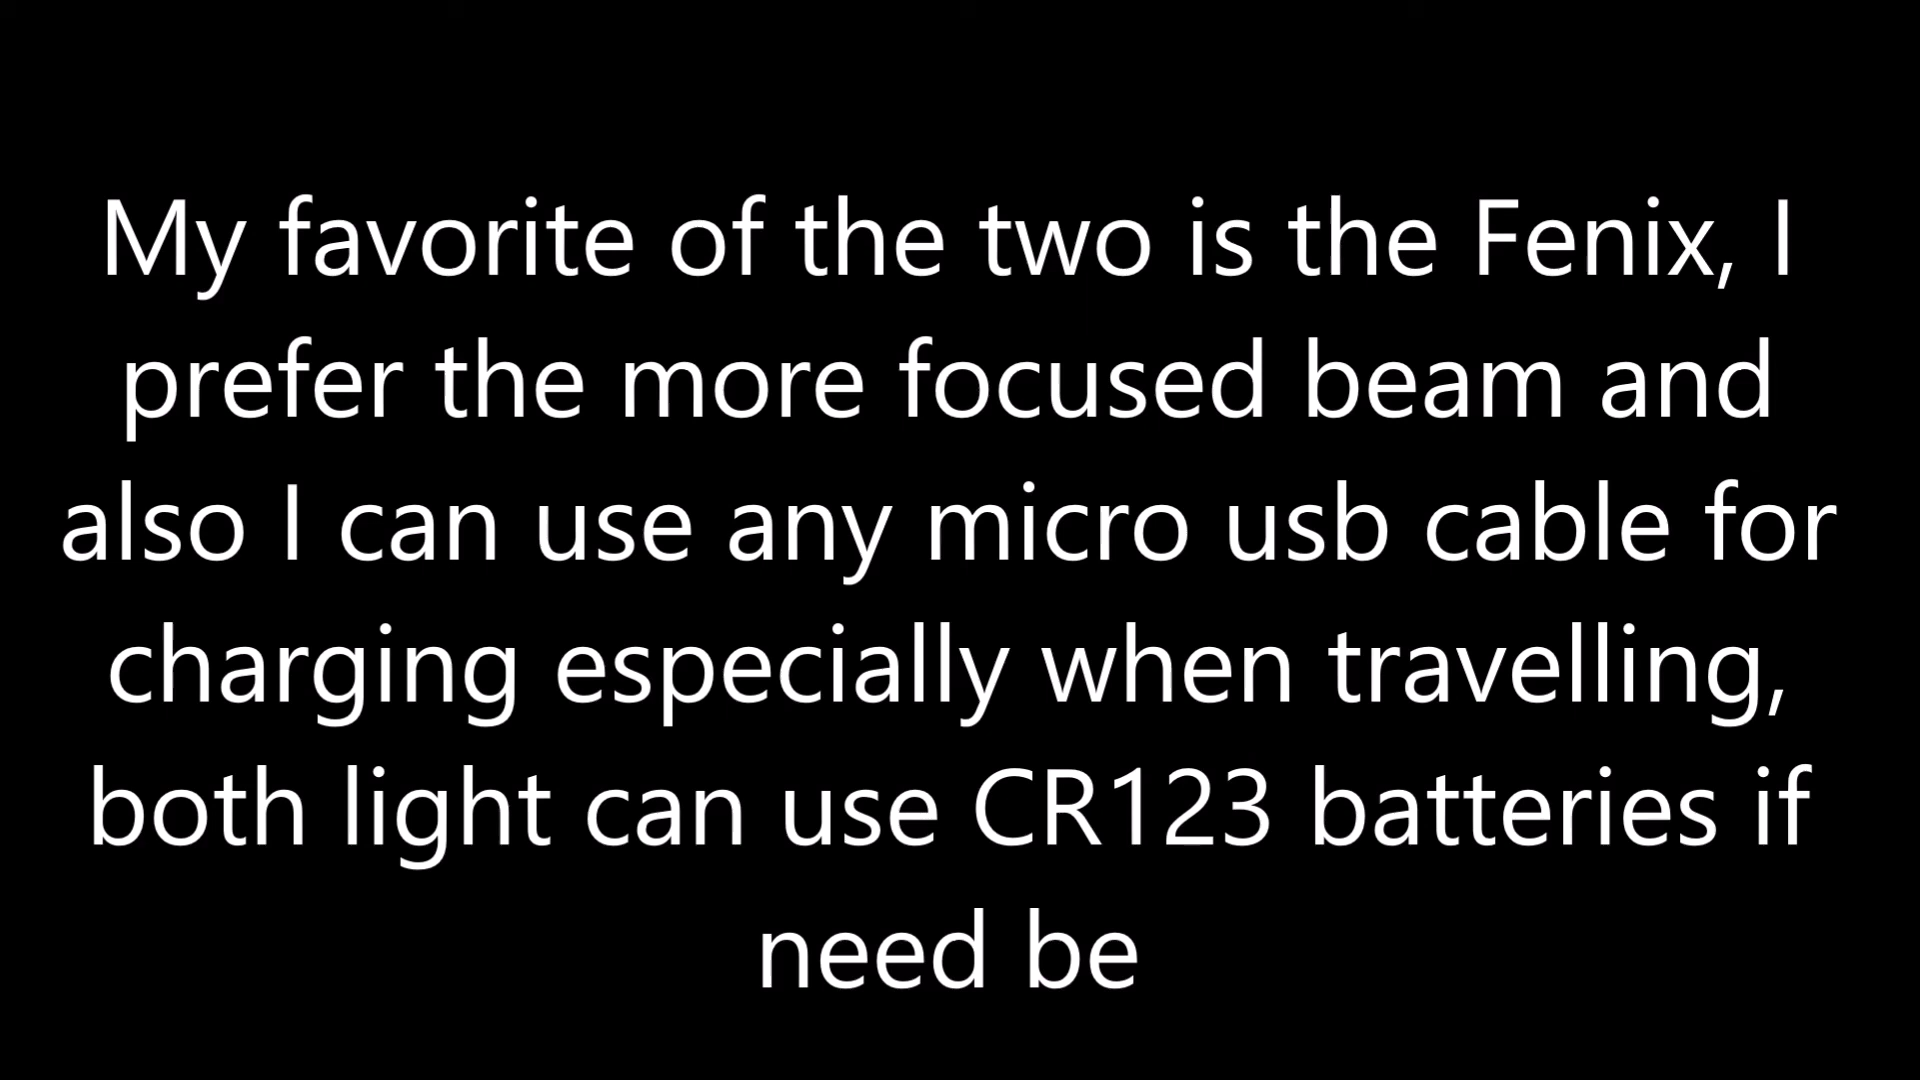 My favorite of the two is the Fenix, I
prefer the more focused beam and
also I can use any micro usb cable for
charging especially when travelling,
both light can use CR123 batteries if
need be